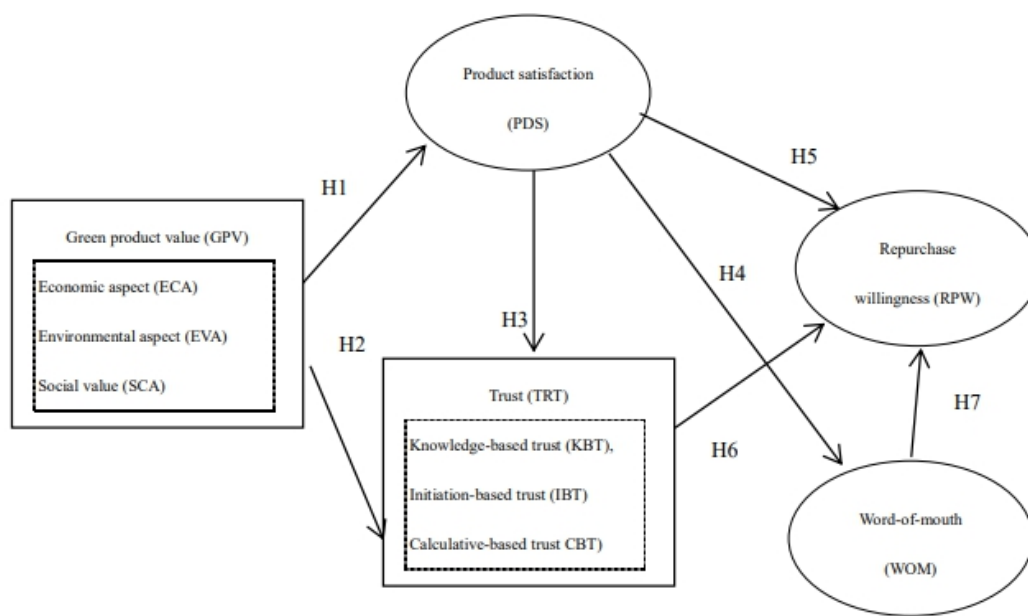 Product satisfaction
(PDS)
H1
H5
Green product value (GPV)
Economic aspect (ECA)
Environmental aspect (EVA)
Social value (SCA)
Repurchase
willingness (RPW)
H4
H3
H2
Trust (TRT)
Knowledge-based trust (KBT),
Initiation-based trust (IBT)
Calculative-based trust CBT)
H6
H7
Word-of-mouth
(WOM)